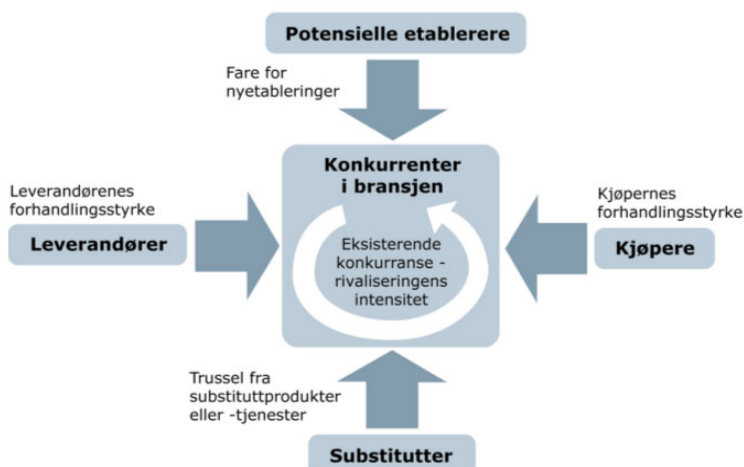 Potensielle etablerere
Fare for
nyetableringer
Konkurrenter
i bransjen
Leverandørenes
forhandlingsstyrke
Leverandører
Eksisterende
konkurranse -
rivaliseringens
intensitet
Kjøpernes
forhandlingsstyrke
Kjøpere
Trussel fra
substituttprodukter
eller -tjenester
Substitutter